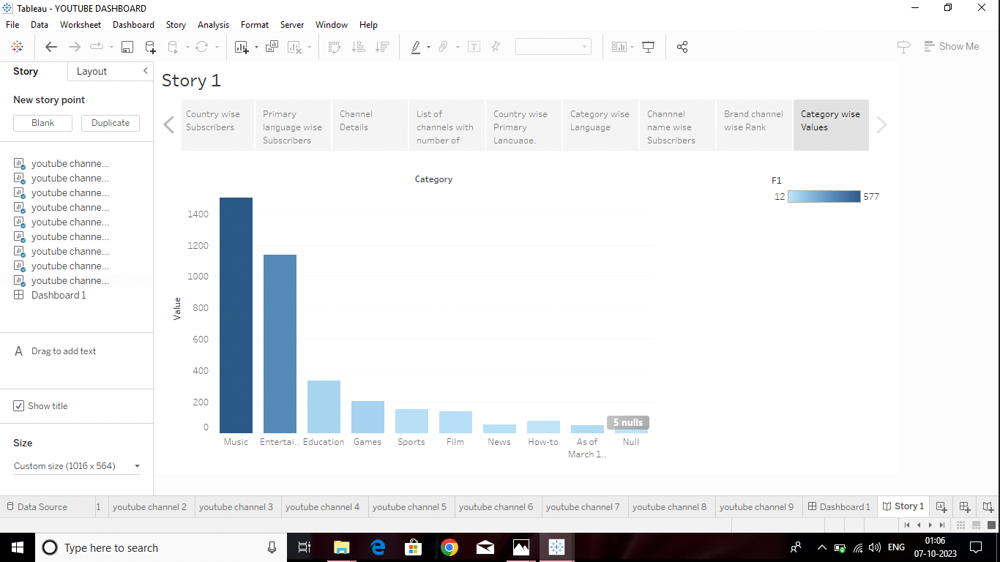 Tableau - YOUTUBE DASHBOARD
File Data Worksheet Dashboard Story Analysis Format Server Window Help
Show Me
Story Layout
New story point
Blank Duplicate
youtube channe...
youtube channe...
youtube channe...
youtube channe...
youtube channe...
youtube channe...
youtube channe...
youtube channe...
youtube channe...
Dashboard 1
A Drag to add text
Show title
Size
Custom size (1016 x 564)
Story 1
Country wise
Subscribers
Primary
language wise
Subscribers
Channel
Details
List of
channels with
number of
Country wise
Primary
Language.
Category wise
Language
Channnel
name wise
Subscribers
Brand channel
wise Rank
Category wise
Values
Category
F1
12 577
Value
1400
1200
1000
800
600
400
200
0
5 nulls
Music Entertai.. Education Games Sports Film News How-to As of
March 1.. Null
Data Source 1 youtube channel 2 youtube channel 3 youtube channel 4 youtube channel 5 youtube channel 6 youtube channel 7 youtube channel 8 youtube channel 9 Dashboard 1 Story 1
Type here to search
ENG
01:06
07-10-2023